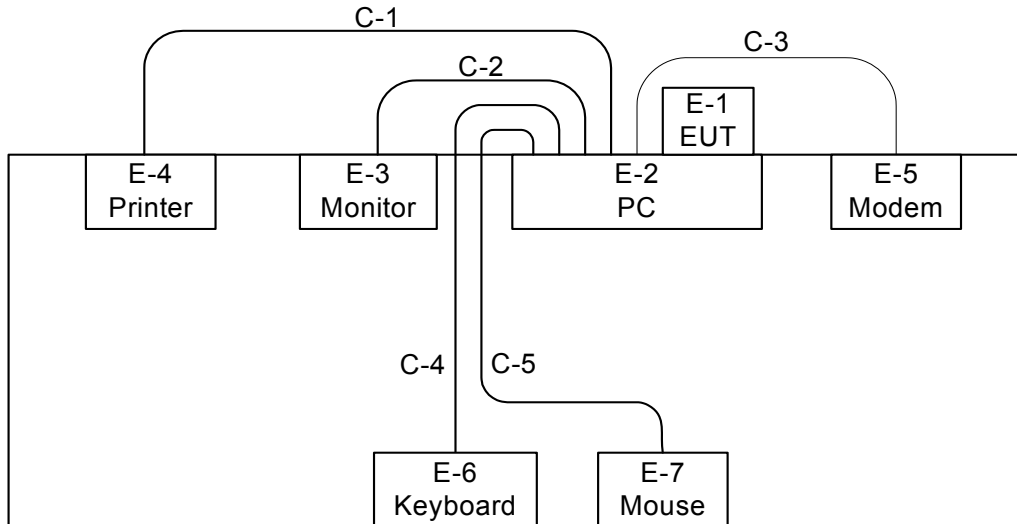 C-1
C-2
C-3
E-1
EUT
E-4
Printer
E-3
Monitor
E-2
PC
E-5
Modem
C-4
C-5
E-6
Keyboard
E-7
Mouse